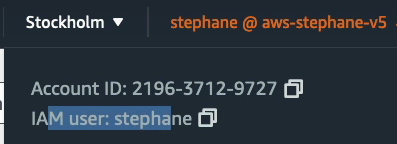 Stockholm ▼ stephane @ aws-stephane-v5
Account ID: 2196-3712-9727
IAM user: stephane